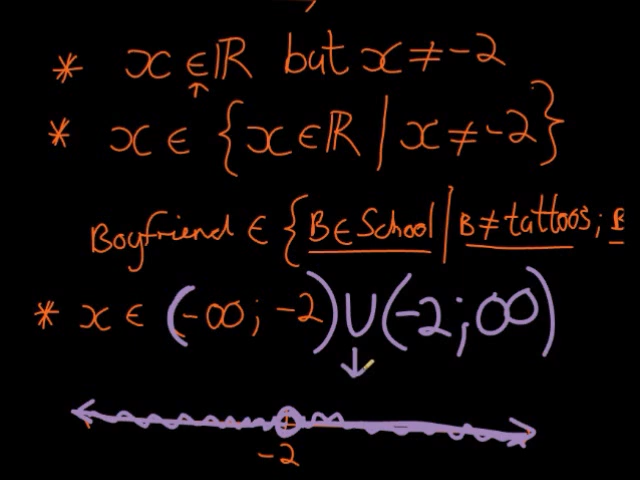 * x ∈ ℝ but x ≠ -2
* x ∈ {x ∈ ℝ | x ≠ -2}
Boyfriend ∈ {B ∈ School | B ≠ tattoos; B
* x ∈ (-∞; -2) ∪ (-2; ∞)
-2